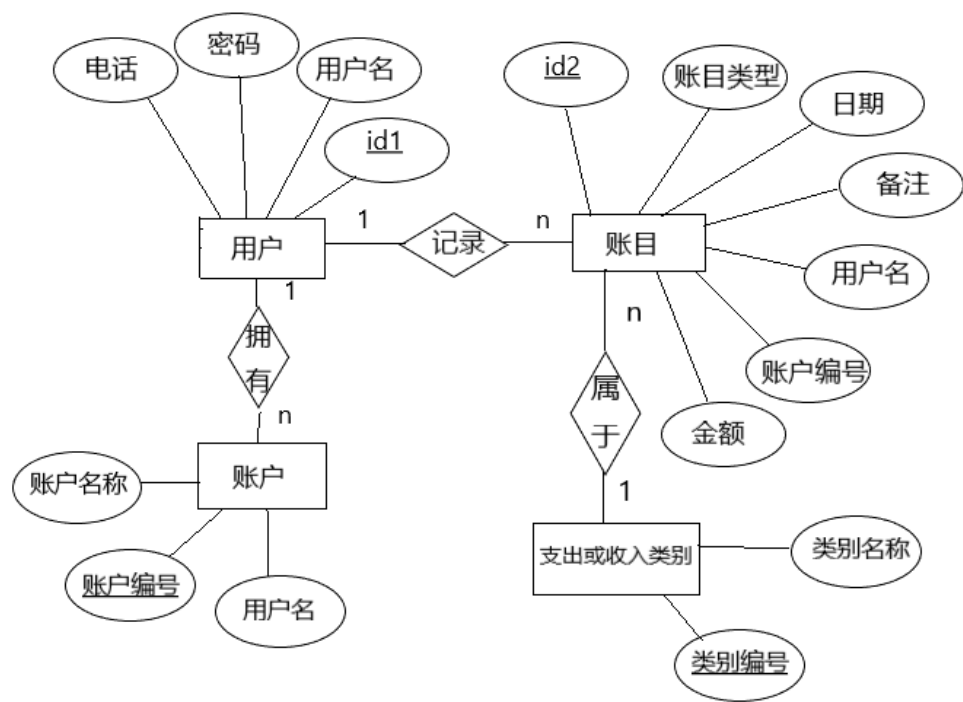 密码
电话
用户名
id1
id2
账目类型
日期
备注
用户
1
记录
n
账目
用户名
1
n
拥
有
账户编号
属
于
金额
n
账户
账户名称
1
支出或收入类别
类别名称
账户编号
用户名
类别编号